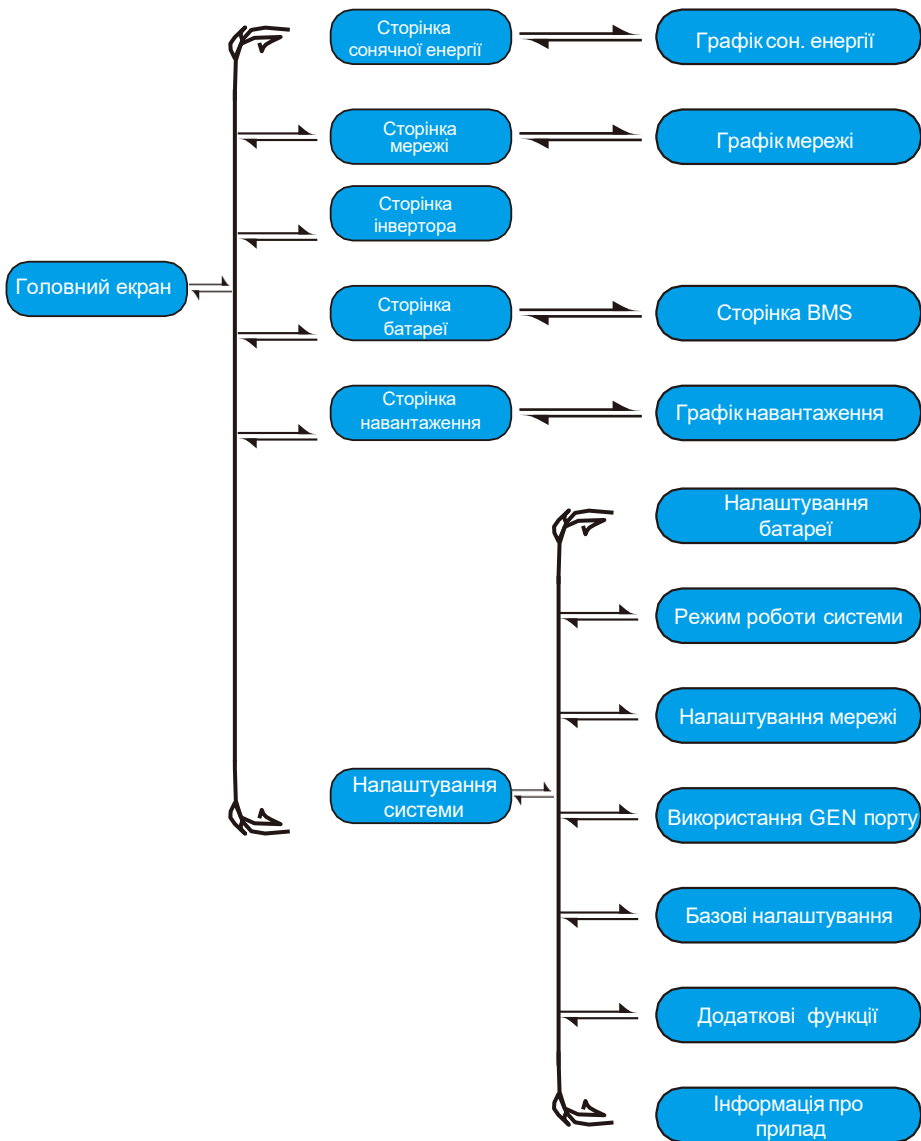 Сторінка
сонячної енергії
Графік сон. енергії
Сторінка
мережі
Графік мережі
Сторінка
інвертора
Головний екран
Сторінка
батареї
Сторінка BMS
Сторінка
навантаження
Графік навантаження
Налаштування
батареї
Режим роботи системи
Налаштування мережі
Налаштування
системи
Використання GEN порту
Базові налаштування
Додаткові функції
Інформація про
прилад